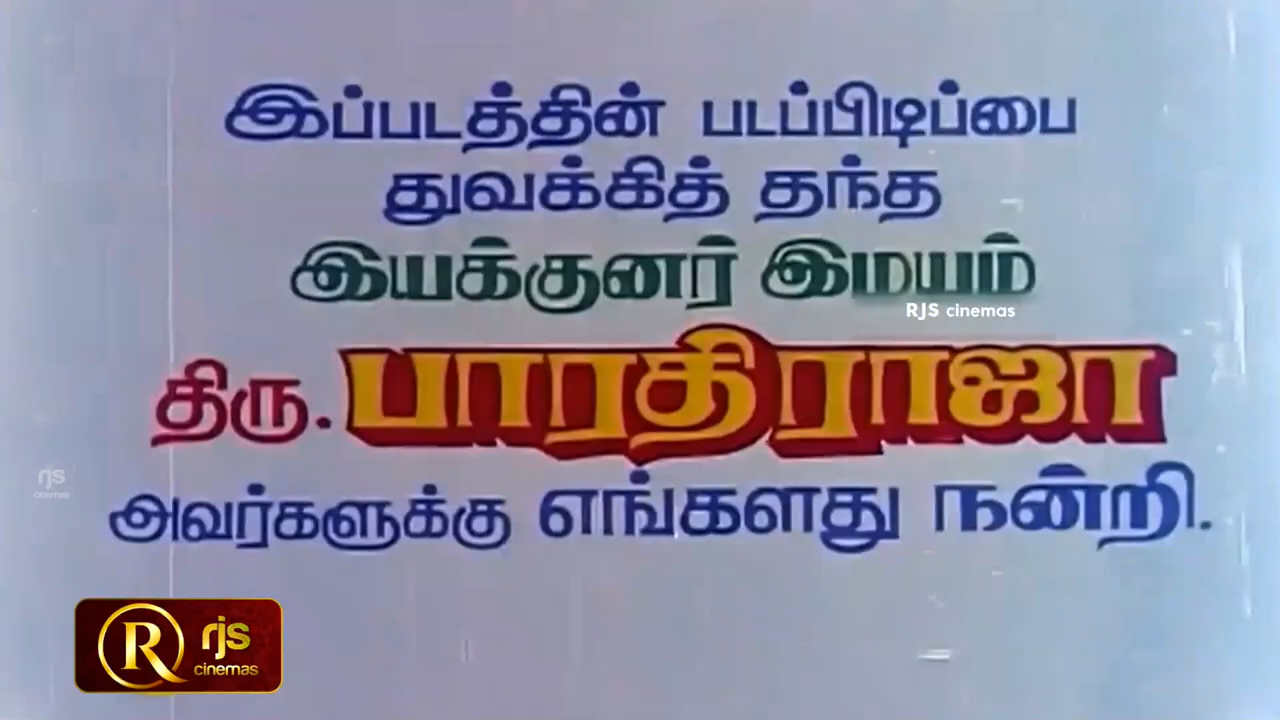 இப்படத்தின் படப்பிடிப்பை
துவக்கித் தந்த
இயக்குனர் இமயம்
RJS cinemas
திரு. பாரதிராஜா
rjs
cinemas
அவர்களுக்கு எங்களது நன்றி.
R rjs
cinemas